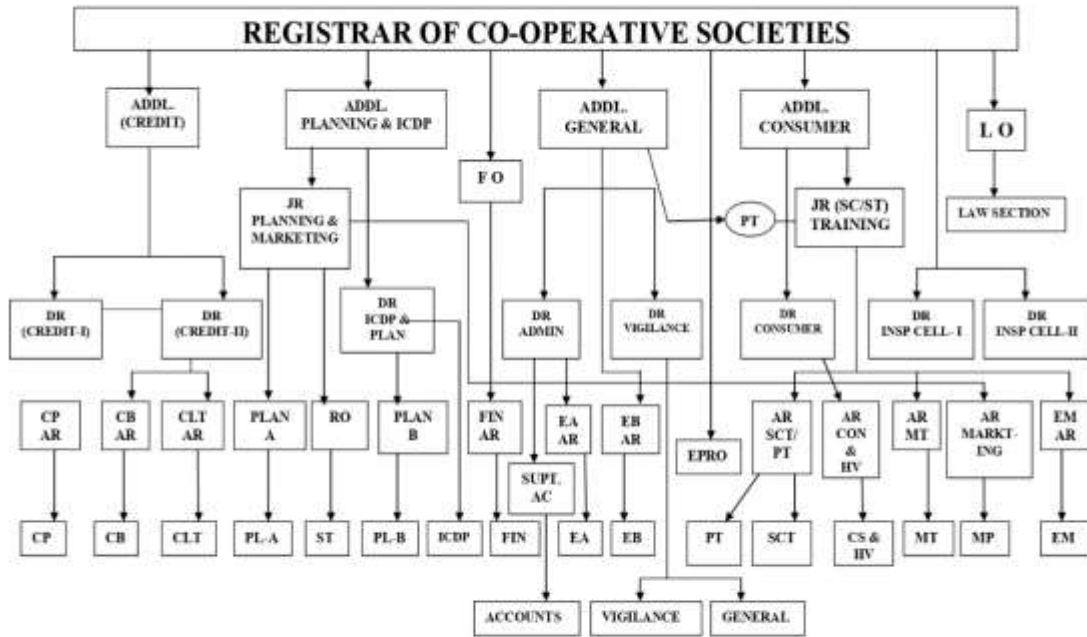 REGISTRAR OF CO-OPERATIVE SOCIETIES
ADDL.
(CREDIT)
ADDL.
PLANNING & ICDP
F O
ADDL.
GENERAL
ADDL.
CONSUMER
L O
JR
PLANNING &
MARKETING
PT
JR (SC/ST)
TRAINING
LAW SECTION
DR
(CREDIT-I)
DR
(CREDIT-II)
DR
ICDP &
PLAN
DR
ADMIN
DR
VIGILANCE
DR
CONSUMER
DR
INSP CELL- I
DR
INSP CELL-II
CP
AR
CB
AR
CLT
AR
PLAN
A
RO
PLAN
B
FIN
AR
EA
AR
EB
AR
EPRO
AR
SCT/
PT
AR
CON
& HV
AR
MT
AR
MARKT-
ING
EM
AR
SUPT.
AC
CP
CB
CLT
PL-A
ST
PL-B
ICDP
FIN
EA
EB
PT
SCT
CS &
HV
MT
MP
EM
ACCOUNTS
VIGILANCE
GENERAL